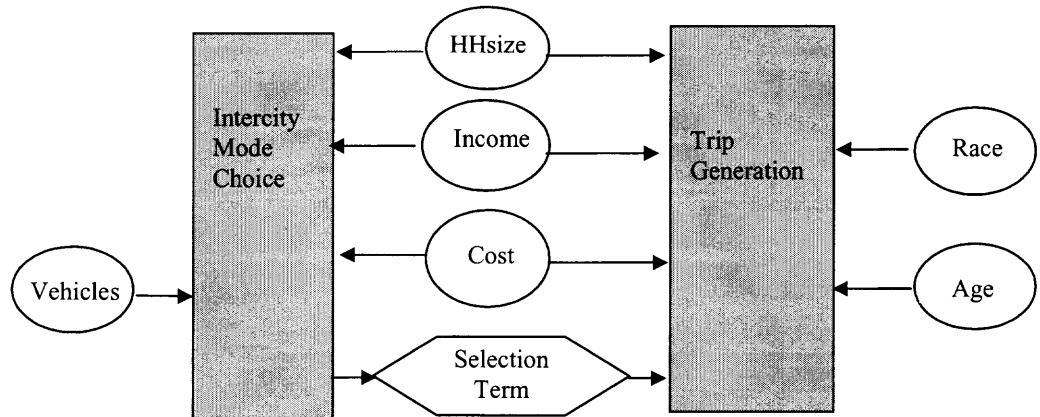 HHsize
Intercity
Mode
Choice
Income
Trip
Generation
Race
Cost
Vehicles
Age
Selection
Term